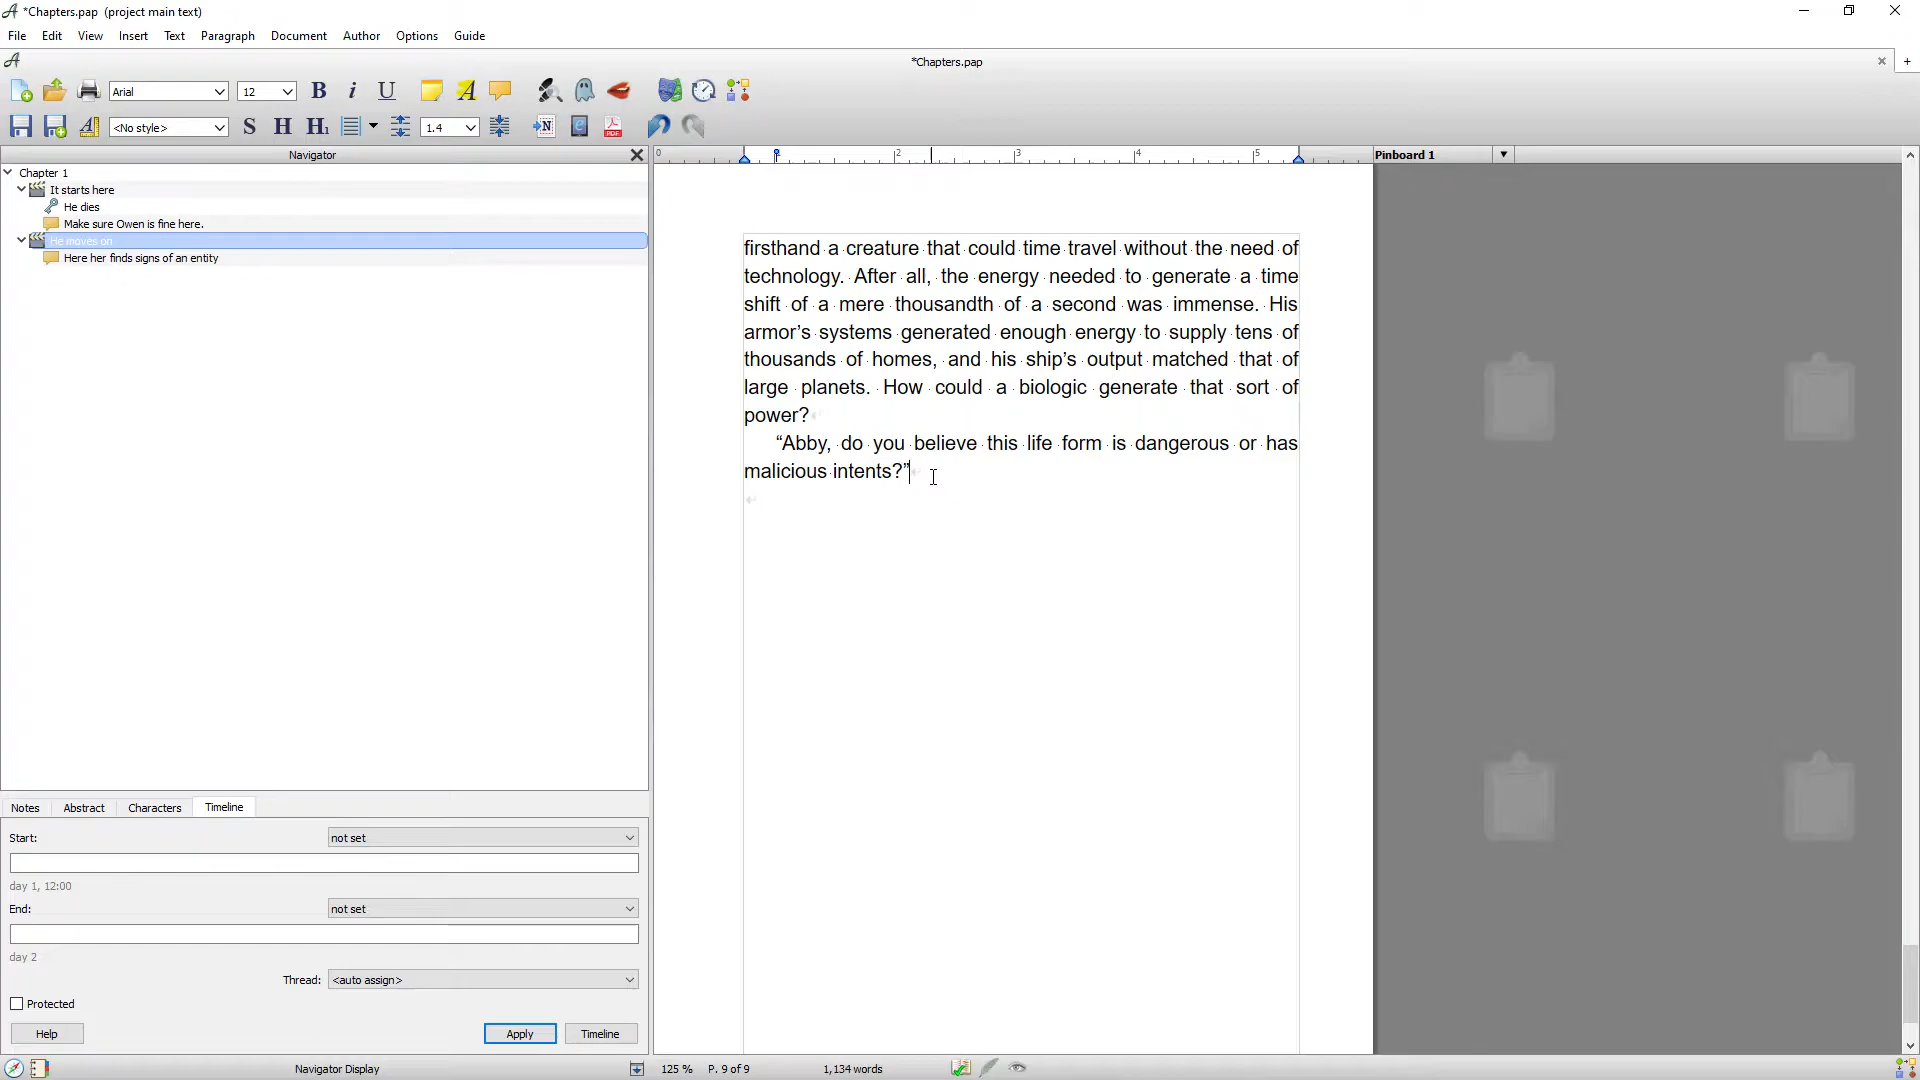 *Chapters.pap (project main text)
File Edit View Insert Text Paragraph Document Author Options Guide
*Chapters.pap
Arial 12 B i U A
<No style> S H H1 1.4 N PDF
Navigator
0 2 3 4 5
Pinboard 1
Chapter 1
It starts here
He dies
Make sure Owen is fine here.
He moves on
Here her finds signs of an entity
firsthand a creature that could time travel without the need of
technology. After all, the energy needed to generate a time
shift of a mere thousandth of a second was immense. His
armor’s systems generated enough energy to supply tens of
thousands of homes, and his ship’s output matched that of
large planets. How could a biologic generate that sort of
power?
“Abby, do you believe this life form is dangerous or has
malicious intents?”
Notes Abstract Characters Timeline
Start: not set
day 1, 12:00
End: not set
day 2
Thread: <auto assign>
Protected
Help Apply Timeline
Navigator Display 125 % P. 9 of 9 1,134 words